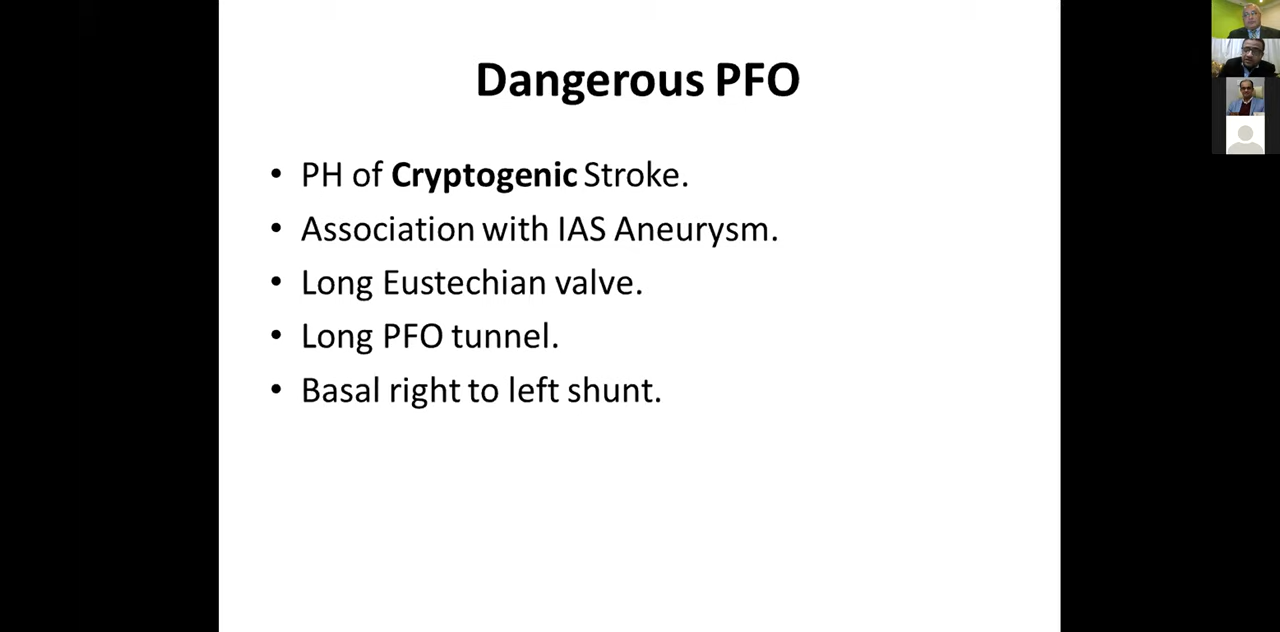 Dangerous PFO
• PH of Cryptogenic Stroke.
• Association with IAS Aneurysm.
• Long Eustechian valve.
• Long PFO tunnel.
• Basal right to left shunt.